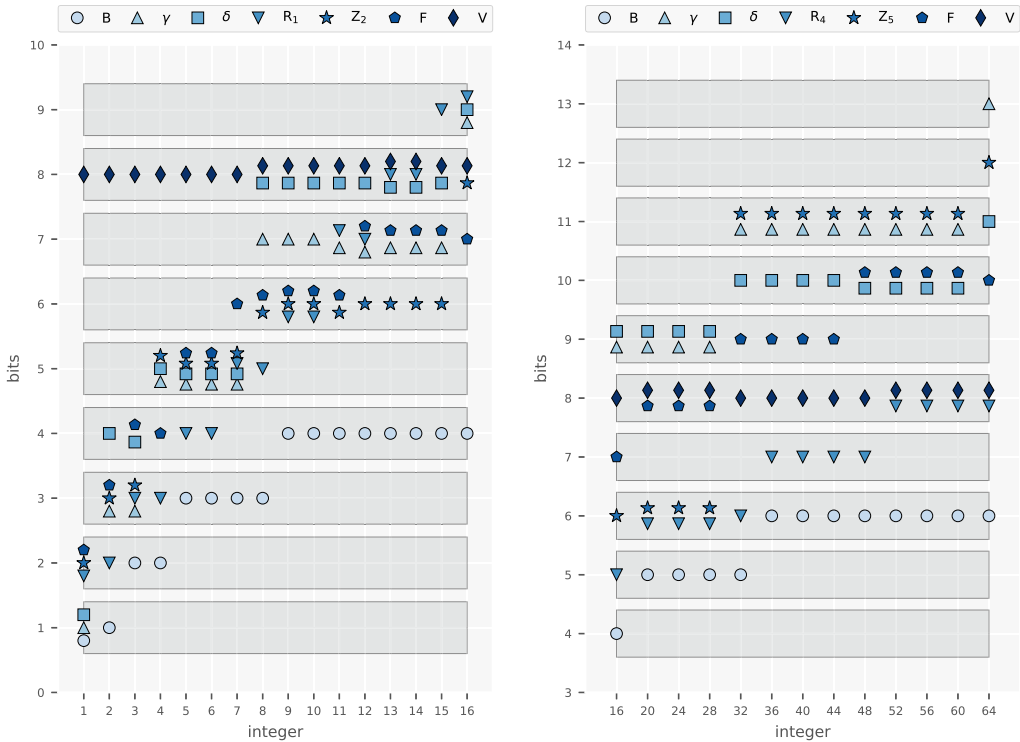 B γ δ R₁ Z₂ F V
10
9
8
7
6
5
4
3
2
1
0
bits
1 2 3 4 5 6 7 8 9 10 11 12 13 14 15 16
integer
B γ δ R₄ Z₅ F V
14
13
12
11
10
9
8
7
6
5
4
3
bits
16 20 24 28 32 36 40 44 48 52 56 60 64
integer